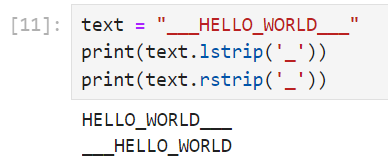 [11]: text = "___HELLO_WORLD___"
print(text.lstrip('_'))
print(text.rstrip('_'))
HELLO_WORLD___
___HELLO_WORLD